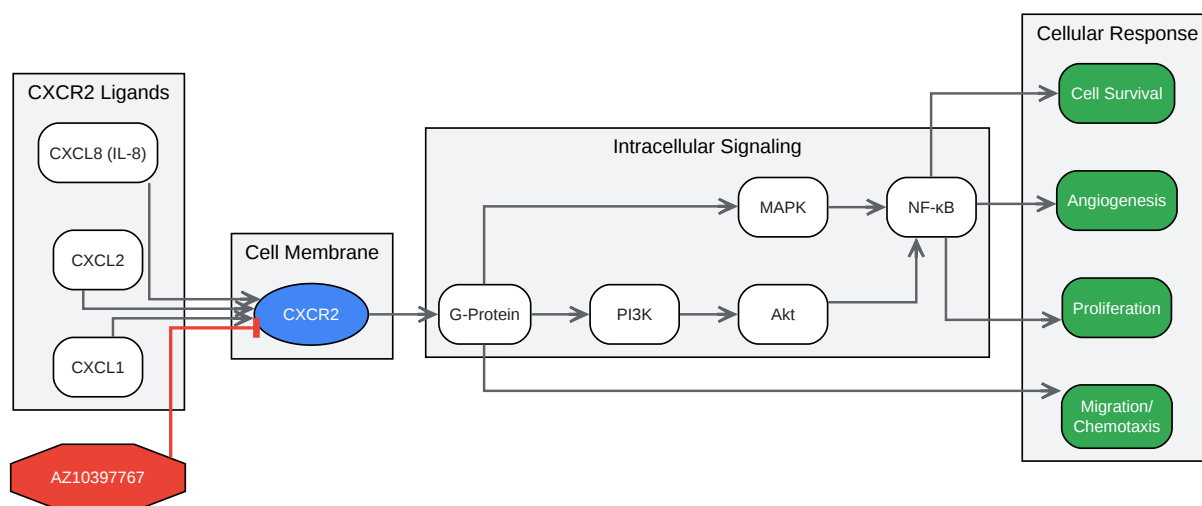 CXCR2 Ligands
CXCL8 (IL-8)
CXCL2
CXCL1
AZ10397767
Cell Membrane
CXCR2
Intracellular Signaling
G-Protein
PI3K
MAPK
Akt
NF-κB
Cellular Response
Cell Survival
Angiogenesis
Proliferation
Migration/
Chemotaxis